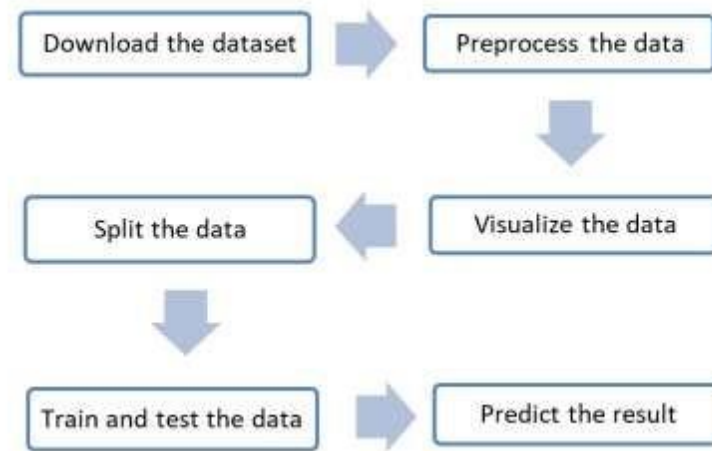 Download the dataset
Preprocess the data
Visualize the data
Split the data
Train and test the data
Predict the result